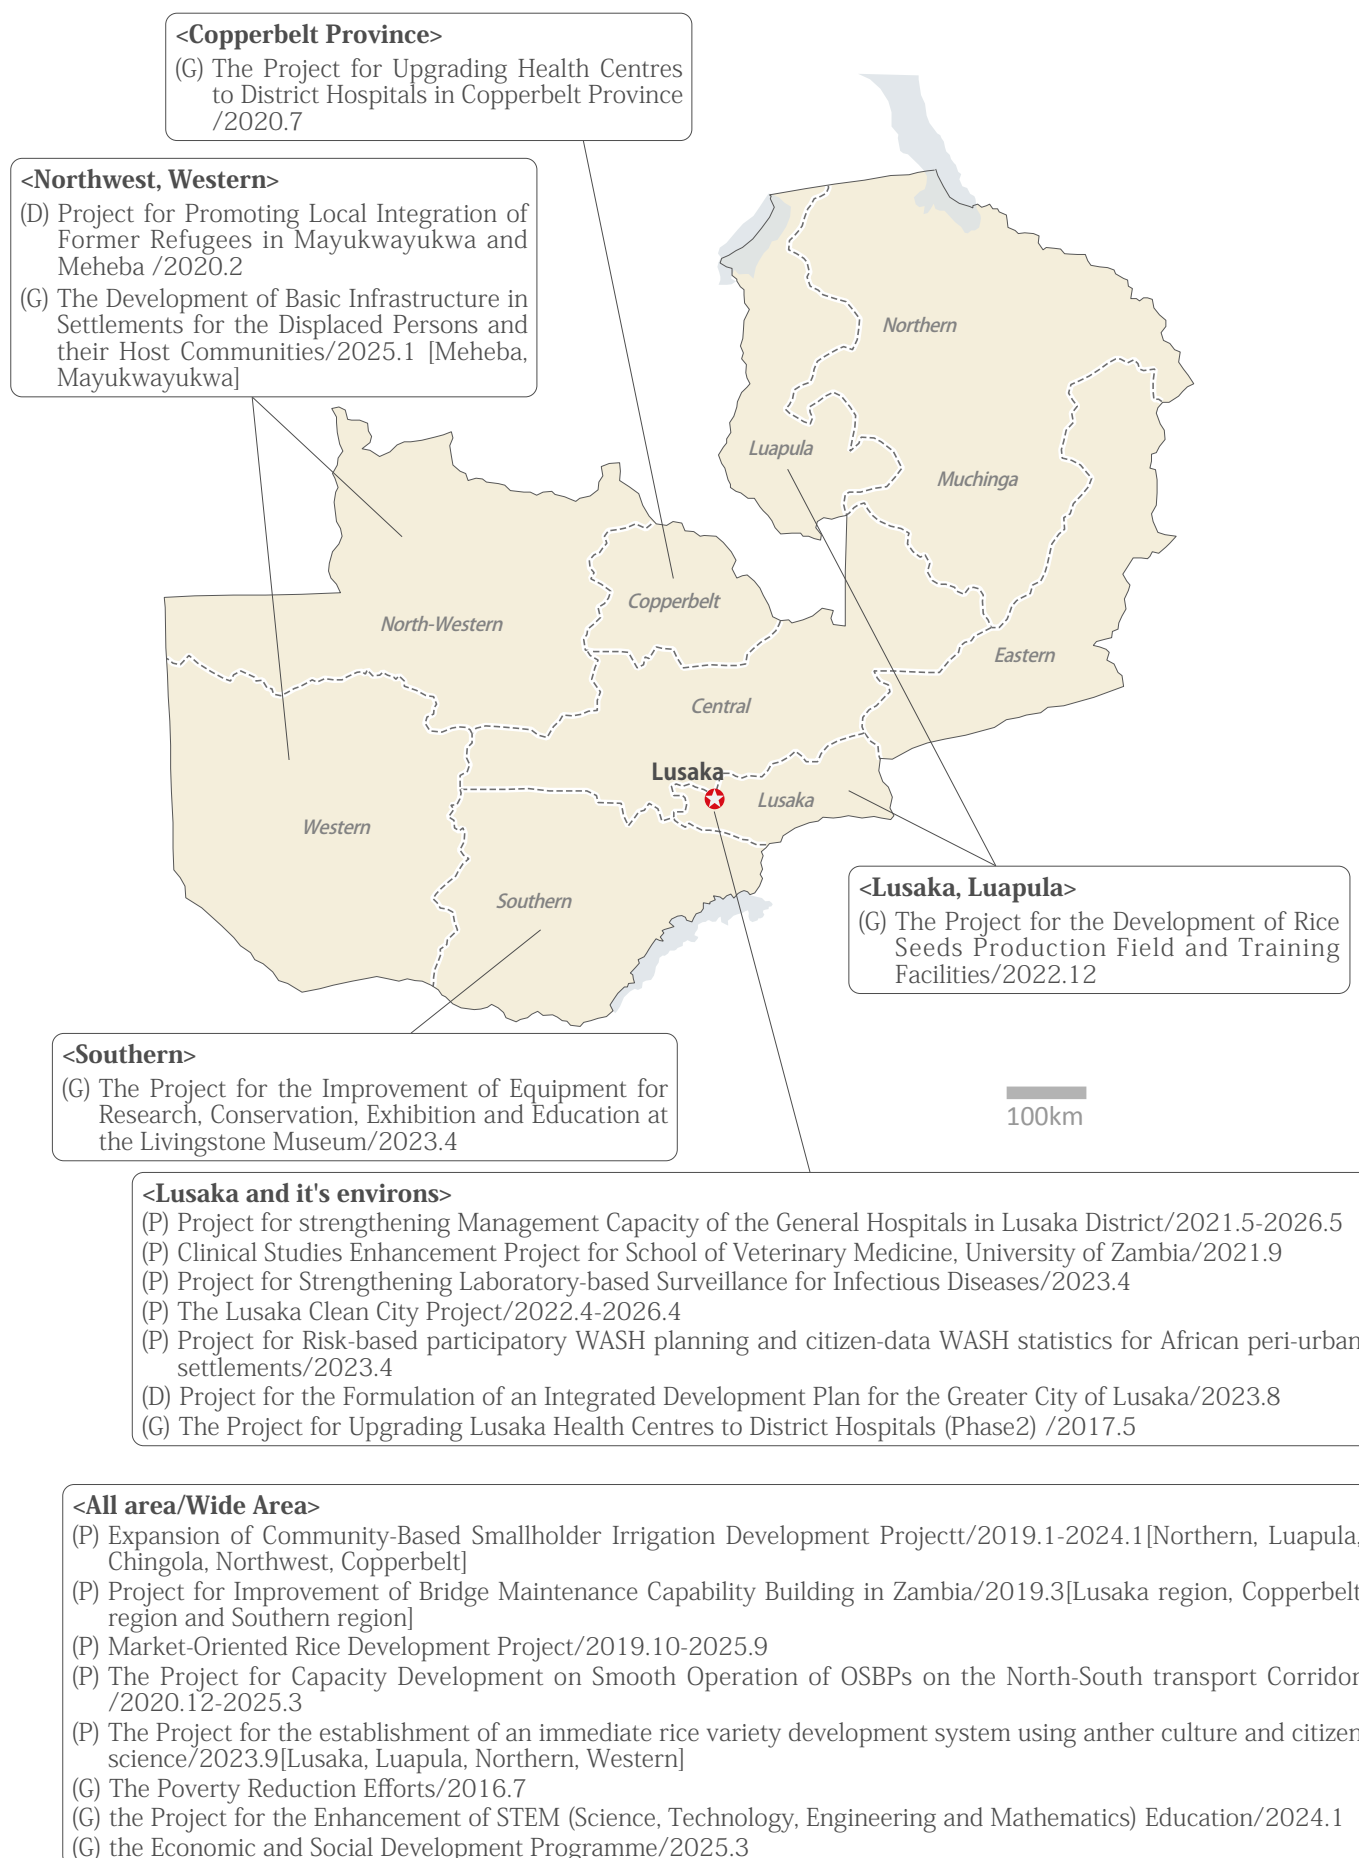 <Copperbelt Province>
(G) The Project for Upgrading Health Centres
to District Hospitals in Copperbelt Province
/2020.7
<Northwest, Western>
(D) Project for Promoting Local Integration of
Former Refugees in Mayukwayukwa and
Meheba /2020.2
(G) The Development of Basic Infrastructure in
Settlements for the Displaced Persons and
their Host Communities/2025.1 [Meheba,
Mayukwayukwa]
Northern
Luapula
Muchinga
Copperbelt
North-Western
Eastern
Central
Lusaka
Lusaka
Western
Southern
<Lusaka, Luapula>
(G) The Project for the Development of Rice
Seeds Production Field and Training
Facilities/2022.12
<Southern>
(G) The Project for the Improvement of Equipment for
Research, Conservation, Exhibition and Education at
the Livingstone Museum/2023.4
100km
<Lusaka and it's environs>
(P) Project for strengthening Management Capacity of the General Hospitals in Lusaka District/2021.5-2026.5
(P) Clinical Studies Enhancement Project for School of Veterinary Medicine, University of Zambia/2021.9
(P) Project for Strengthening Laboratory-based Surveillance for Infectious Diseases/2023.4
(P) The Lusaka Clean City Project/2022.4-2026.4
(P) Project for Risk-based participatory WASH planning and citizen-data WASH statistics for African peri-urban
settlements/2023.4
(D) Project for the Formulation of an Integrated Development Plan for the Greater City of Lusaka/2023.8
(G) The Project for Upgrading Lusaka Health Centres to District Hospitals (Phase2) /2017.5
<All area/Wide Area>
(P) Expansion of Community-Based Smallholder Irrigation Development Projectt/2019.1-2024.1[Northern, Luapula,
Chingola, Northwest, Copperbelt]
(P) Project for Improvement of Bridge Maintenance Capability Building in Zambia/2019.3[Lusaka region, Copperbelt
region and Southern region]
(P) Market-Oriented Rice Development Project/2019.10-2025.9
(P) The Project for Capacity Development on Smooth Operation of OSBPs on the North-South transport Corridor
/2020.12-2025.3
(P) The Project for the establishment of an immediate rice variety development system using anther culture and citizen
science/2023.9[Lusaka, Luapula, Northern, Western]
(G) The Poverty Reduction Efforts/2016.7
(G) the Project for the Enhancement of STEM (Science, Technology, Engineering and Mathematics) Education/2024.1
(G) the Economic and Social Development Programme/2025.3